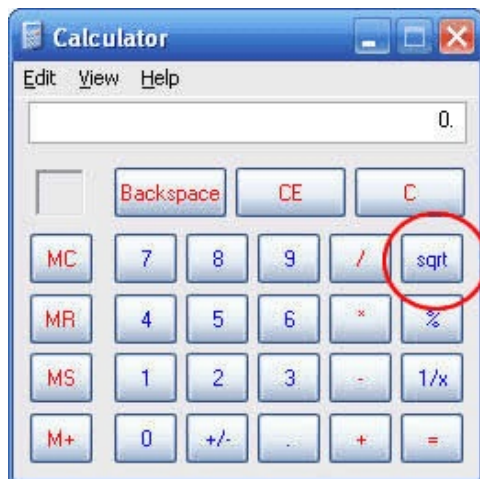 Calculator
Edit View Help
0.
Backspace CE C
MC 7 8 9 / sqrt
MR 4 5 6 * %
MS 1 2 3 - 1/x
M+ 0 +/- . + =